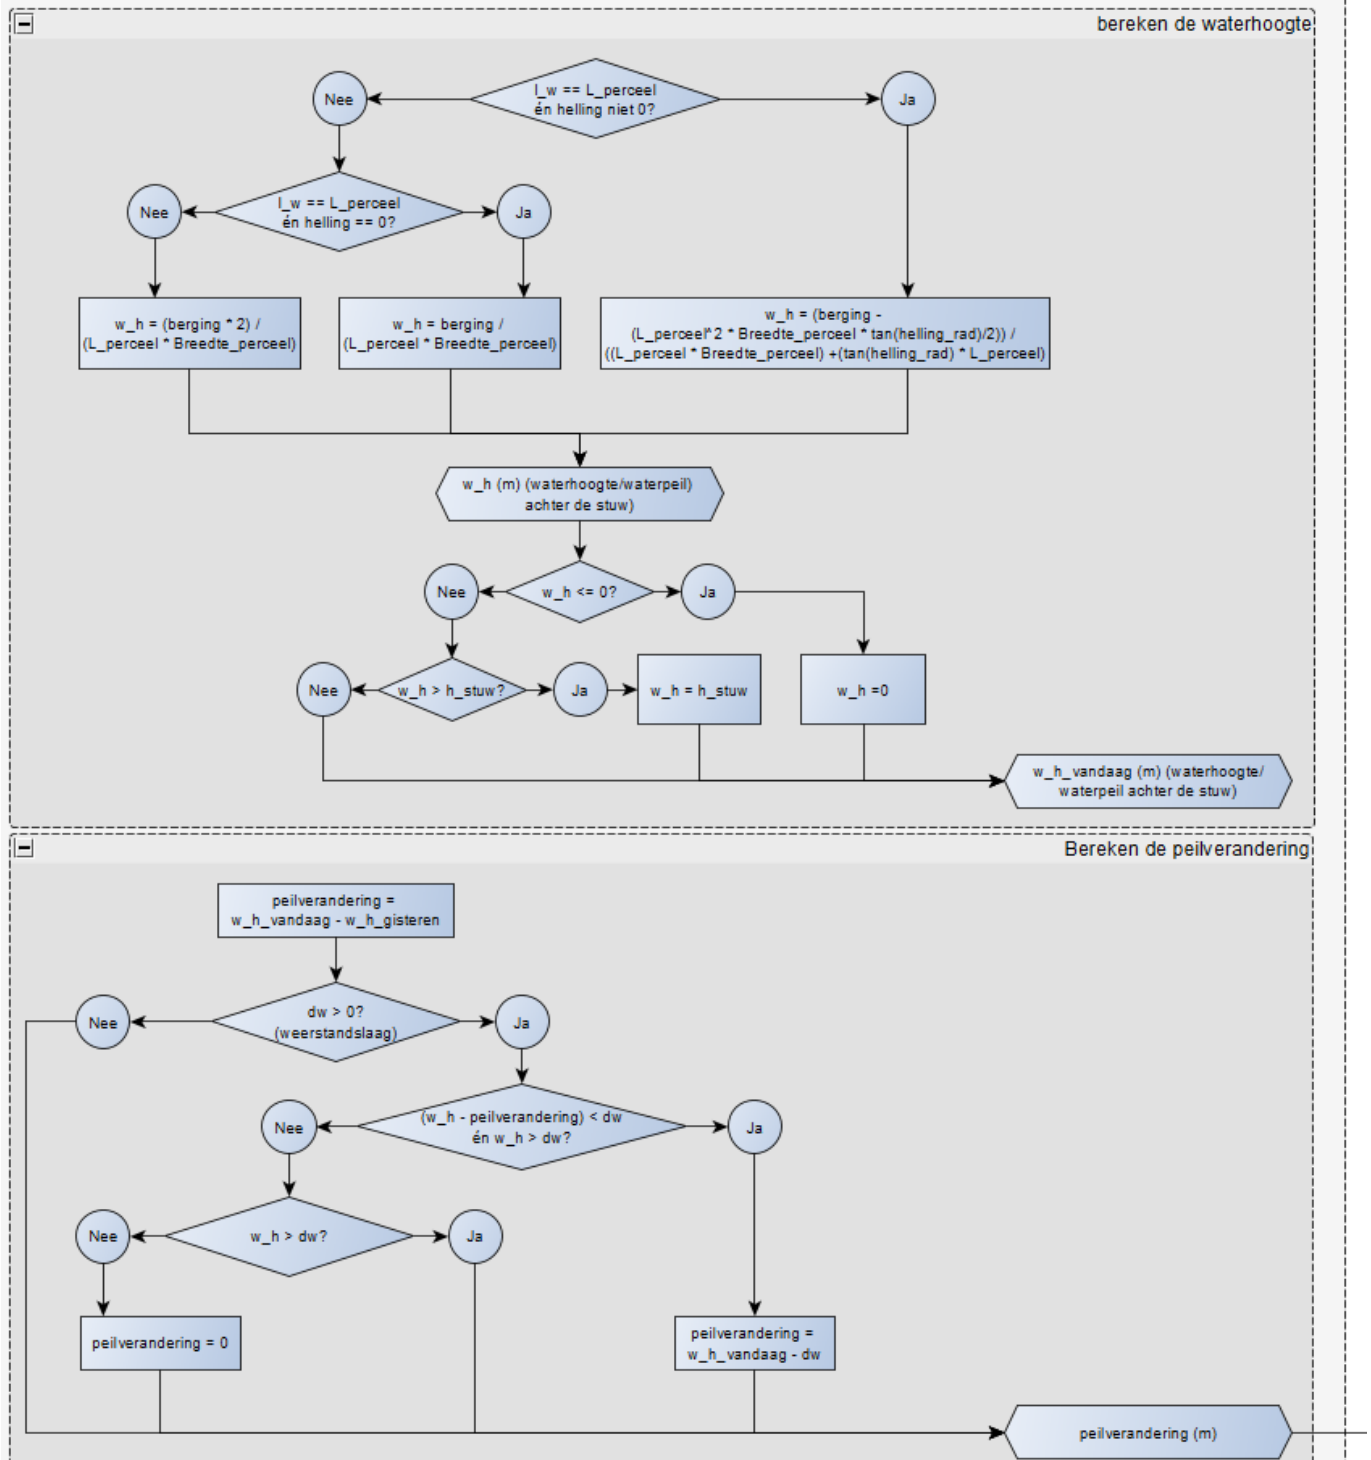 bereken de waterhoogte
Nee
l_w == L_perceel
én helling niet 0?
Ja
Nee
l_w == L_perceel
én helling == 0?
Ja
w_h = (berging * 2) /
(L_perceel * Breedte_perceel)
w_h = berging /
(L_perceel * Breedte_perceel)
w_h = (berging -
(L_perceel^2 * Breedte_perceel * tan(helling_rad)/2)) /
((L_perceel * Breedte_perceel) +(tan(helling_rad) * L_perceel)
w_h (m) (waterhoogte/waterpeil)
achter de stuw)
Nee
w_h <= 0?
Ja
Nee
w_h > h_stuw?
Ja
w_h = h_stuw
w_h =0
w_h_vandaag (m) (waterhoogte/
waterpeil achter de stuw)
Bereken de peilverandering
peilverandering =
w_h_vandaag - w_h_gisteren
Nee
dw > 0?
(weerstandslaag)
Ja
Nee
(w_h - peilverandering) < dw
én w_h > dw?
Ja
Nee
w_h > dw?
Ja
peilverandering = 0
peilverandering =
w_h_vandaag - dw
peilverandering (m)